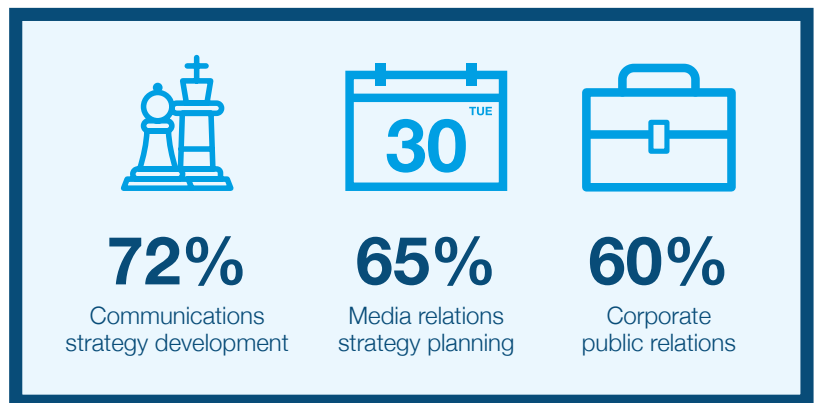 TUE
30
72%
65%
60%
Communications
strategy development
Media relations
strategy planning
Corporate
public relations